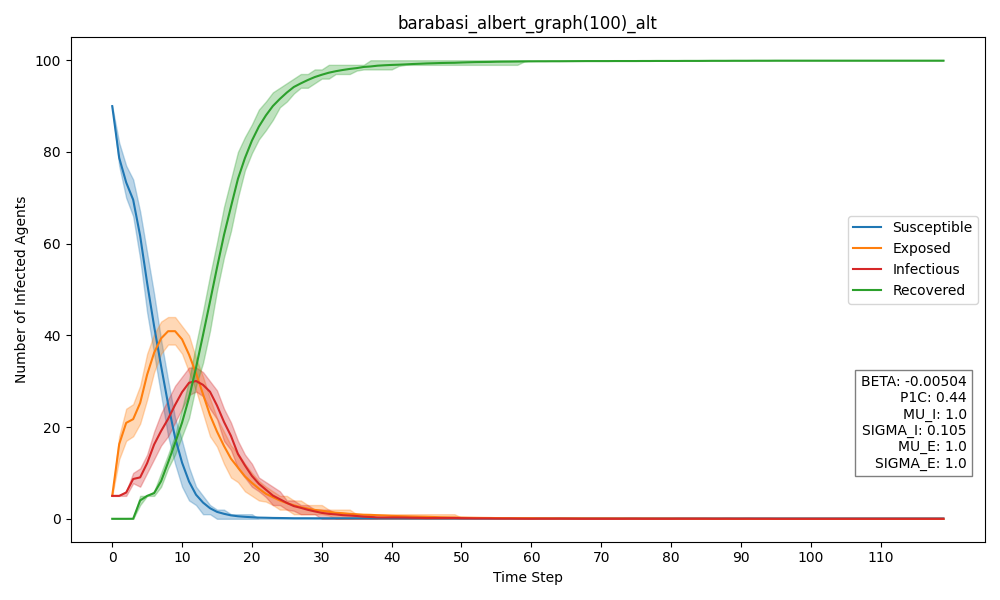 barabasi_albert_graph(100)_alt
Number of Infected Agents
100
80
60
40
20
0
0 10 20 30 40 50 60 70 80 90 100 110
Time Step
Susceptible
Exposed
Infectious
Recovered
BETA: -0.00504
P1C: 0.44
MU_I: 1.0
SIGMA_I: 0.105
MU_E: 1.0
SIGMA_E: 1.0